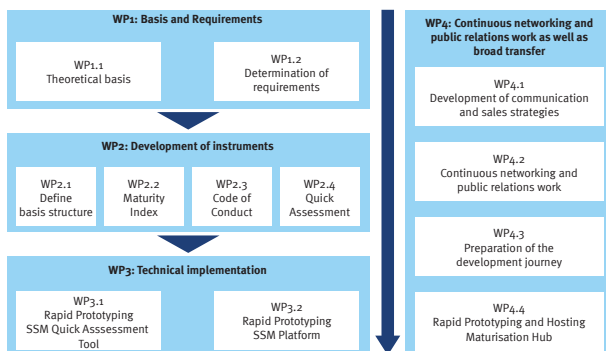 WP1: Basis and Requirements
WP1.1
Theoretical basis
WP1.2
Determination of
requirements
WP2: Development of instruments
WP2.1
Define
basis structure
WP2.2
Maturity
Index
WP2.3
Code of
Conduct
WP2.4
Quick
Assessment
WP3: Technical implementation
WP3.1
Rapid Prototyping
SSM Quick Asssessment
Tool
WP3.2
Rapid Prototyping
SSM Platform
WP4: Continuous networking and
public relations work as well as
broad transfer
WP4.1
Development of communication
and sales strategies
WP4.2
Continuous networking and
public relations work
WP4.3
Preparation of the
development journey
WP4.4
Rapid Prototyping and Hosting
Maturisation Hub